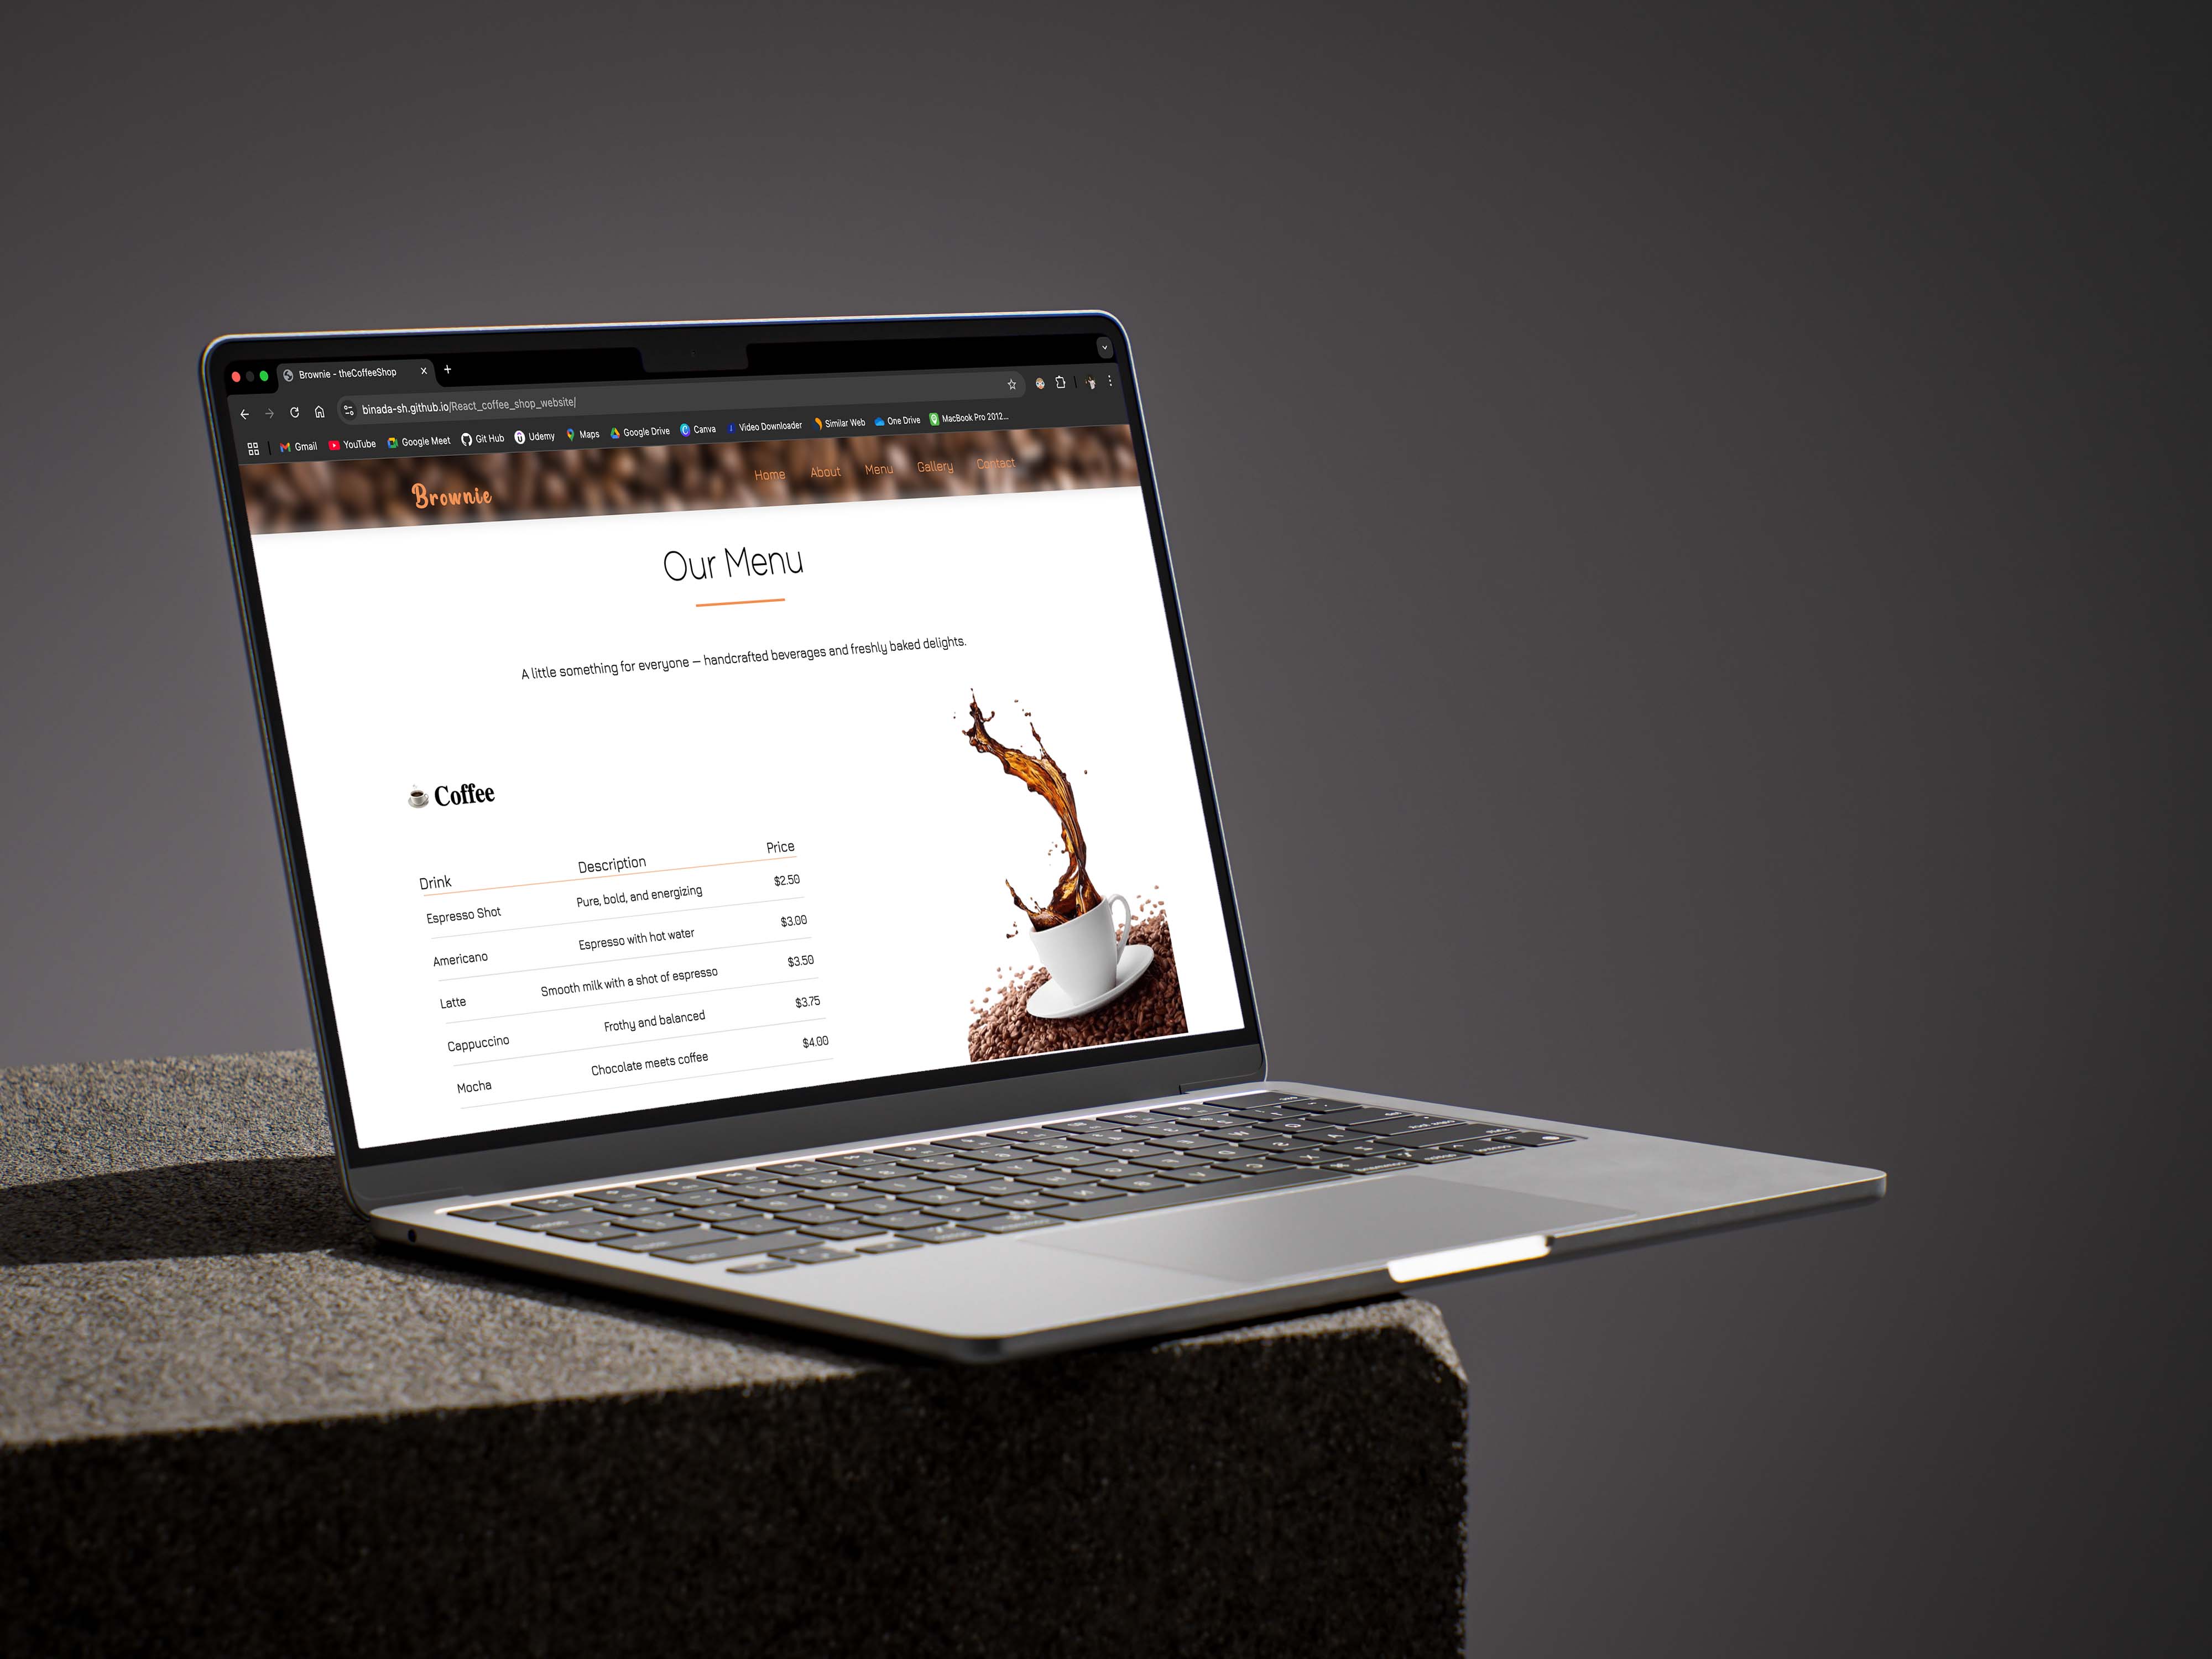 Brownie - theCoffeeShop
binada-sh.github.io/React_coffee_shop_website/
Gmail YouTube Google Meet Git Hub Udemy Maps Google Drive Canva Video Downloader Similar Web One Drive MacBook Pro 2012...
Brownie Home About Menu Gallery Contact
Our Menu
A little something for everyone — handcrafted beverages and freshly baked delights.
Coffee
Drink Description Price
Espresso Shot Pure, bold, and energizing $2.50
Americano Espresso with hot water $3.00
Latte Smooth milk with a shot of espresso $3.50
Cappuccino Frothy and balanced $3.75
Mocha Chocolate meets coffee $4.00